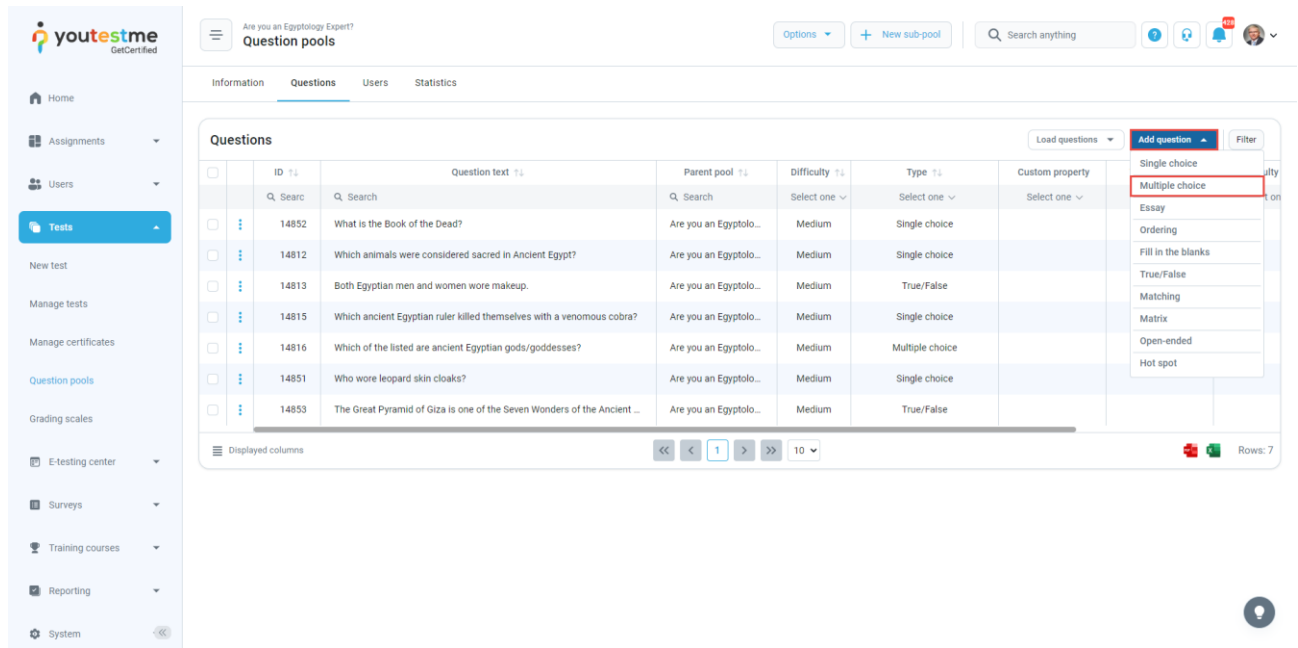 youtestme
GetCertified
Are you an Egyptology Expert?
Question pools
Options
New sub-pool
Search anything
428
Home
Assignments
Users
Tests
New test
Manage tests
Manage certificates
Question pools
Grading scales
E-testing center
Surveys
Training courses
Reporting
System
Information Questions Users Statistics
Questions
Load questions
Add question
Filter
Single choice
Multiple choice
Essay
Ordering
Fill in the blanks
True/False
Matching
Matrix
Open-ended
Hot spot
ID Question text Parent pool Difficulty Type Custom property
Searc Search Search Select one Select one Select one
14852 What is the Book of the Dead? Are you an Egyptolo... Medium Single choice
14812 Which animals were considered sacred in Ancient Egypt? Are you an Egyptolo... Medium Single choice
14813 Both Egyptian men and women wore makeup. Are you an Egyptolo... Medium True/False
14815 Which ancient Egyptian ruler killed themselves with a venomous cobra? Are you an Egyptolo... Medium Single choice
14816 Which of the listed are ancient Egyptian gods/goddesses? Are you an Egyptolo... Medium Multiple choice
14851 Who wore leopard skin cloaks? Are you an Egyptolo... Medium Single choice
14853 The Great Pyramid of Giza is one of the Seven Wonders of the Ancient ... Are you an Egyptolo... Medium True/False
Displayed columns
1
10
Rows: 7